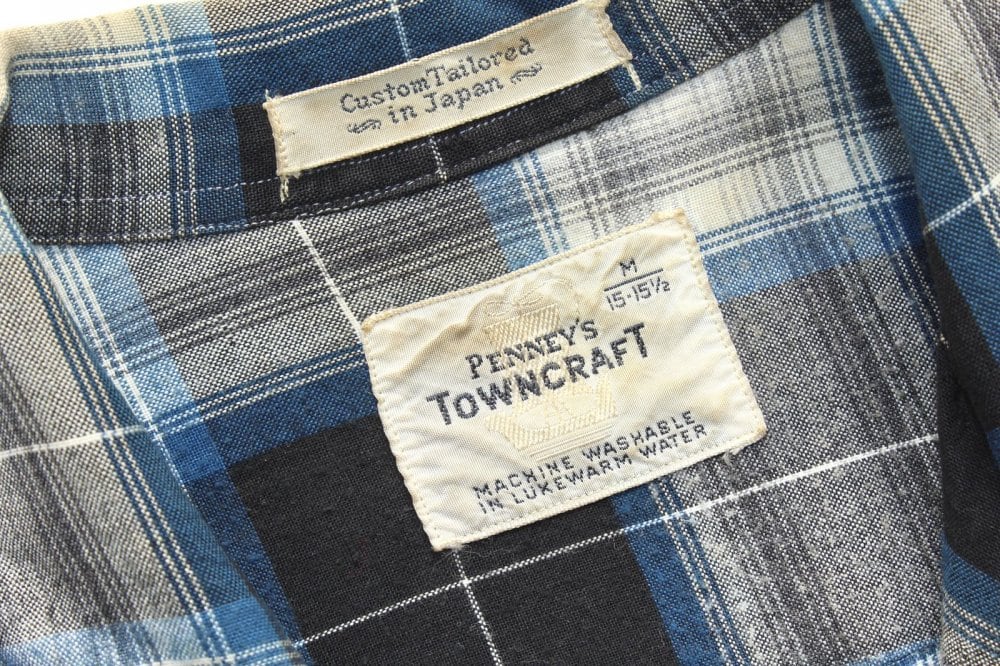 Custom Tailored
in Japan
M
15-15½
PENNEY'S
TOWNCRAFT
MACHINE WASHABLE
IN LUKEWARM WATER